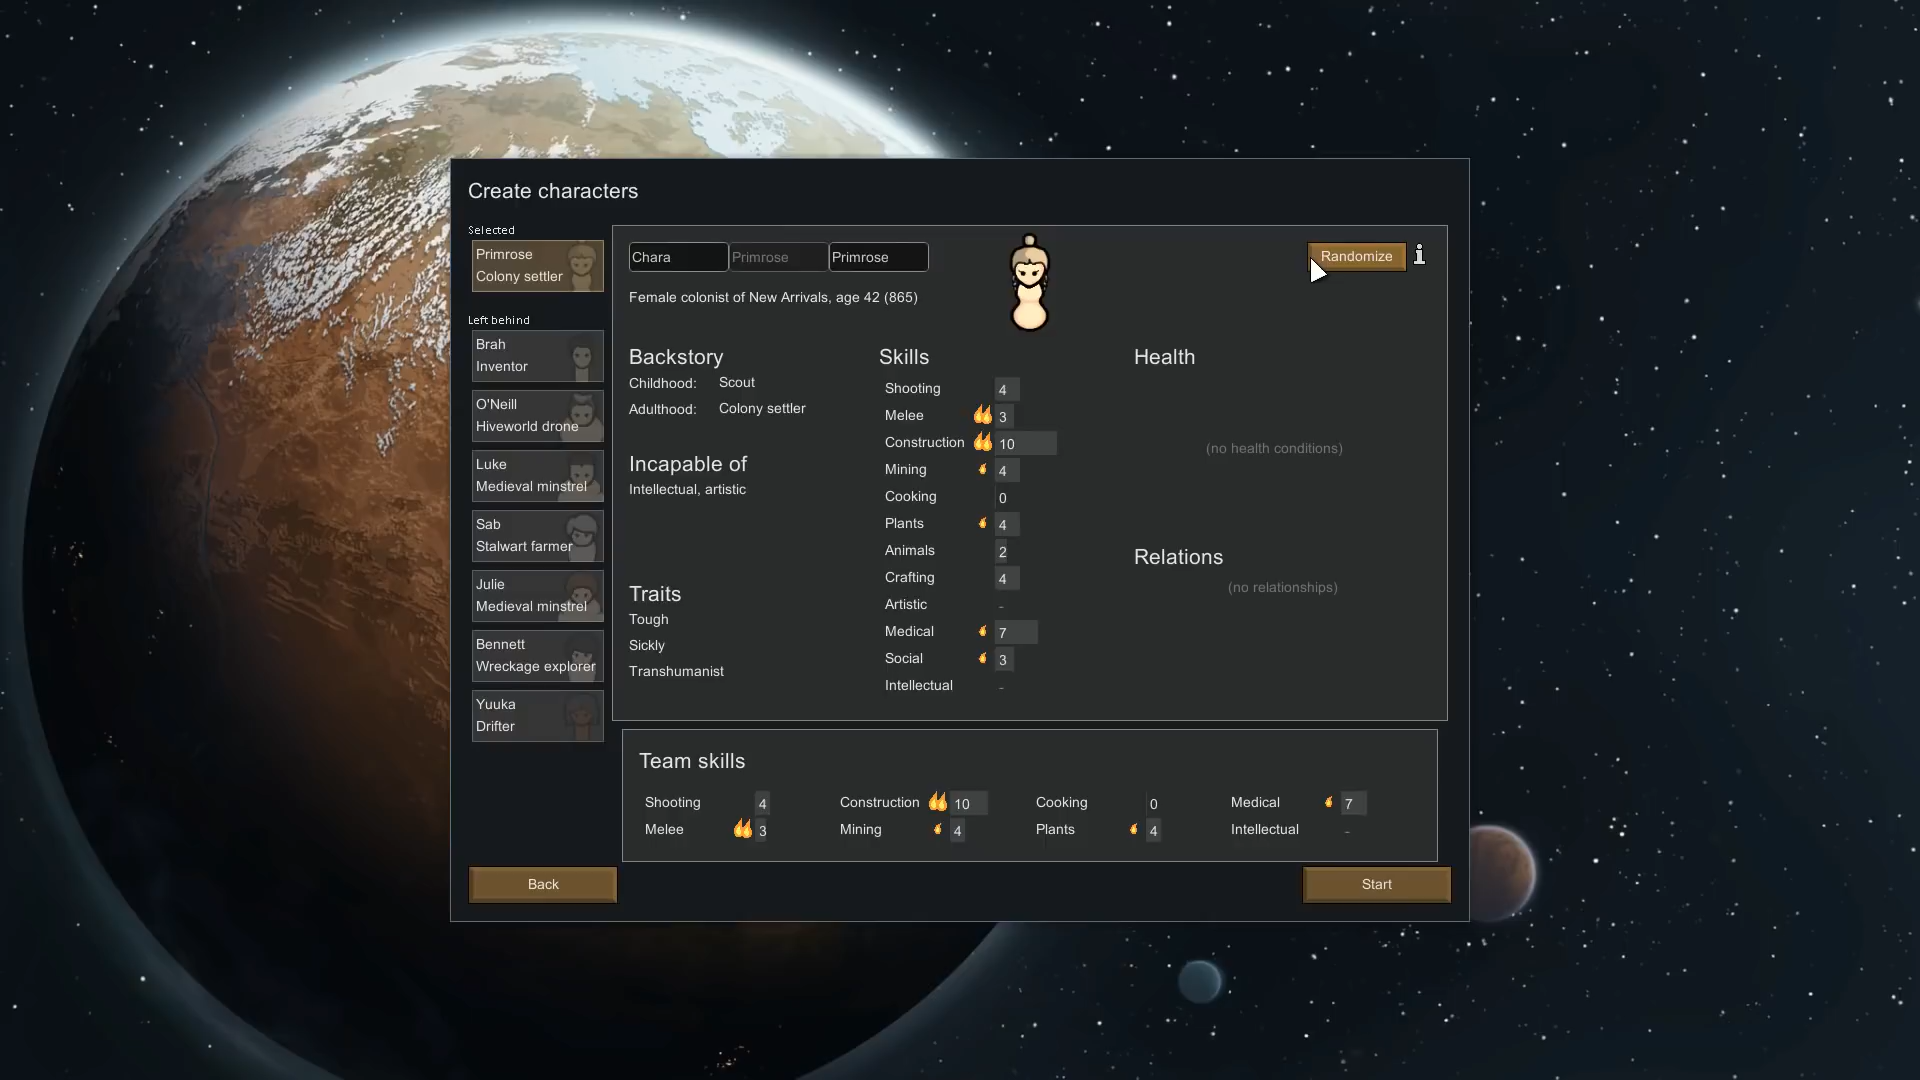 Create characters
Selected
Primrose
Colony settler
Left behind
Brah
Inventor
O'Neill
Hiveworld drone
Luke
Medieval minstrel
Sab
Stalwart farmer
Julie
Medieval minstrel
Bennett
Wreckage explorer
Yuuka
Drifter
Chara Primrose Primrose
Randomize
Female colonist of New Arrivals, age 42 (865)
Backstory
Childhood: Scout
Adulthood: Colony settler
Incapable of
Intellectual, artistic
Traits
Tough
Sickly
Transhumanist
Skills
Shooting 4
Melee 3
Construction 10
Mining 4
Cooking 0
Plants 4
Animals 2
Crafting 4
Artistic -
Medical 7
Social 3
Intellectual -
Health
(no health conditions)
Relations
(no relationships)
Team skills
Shooting 4 Construction 10 Cooking 0 Medical 7
Melee 3 Mining 4 Plants 4 Intellectual -
Back
Start